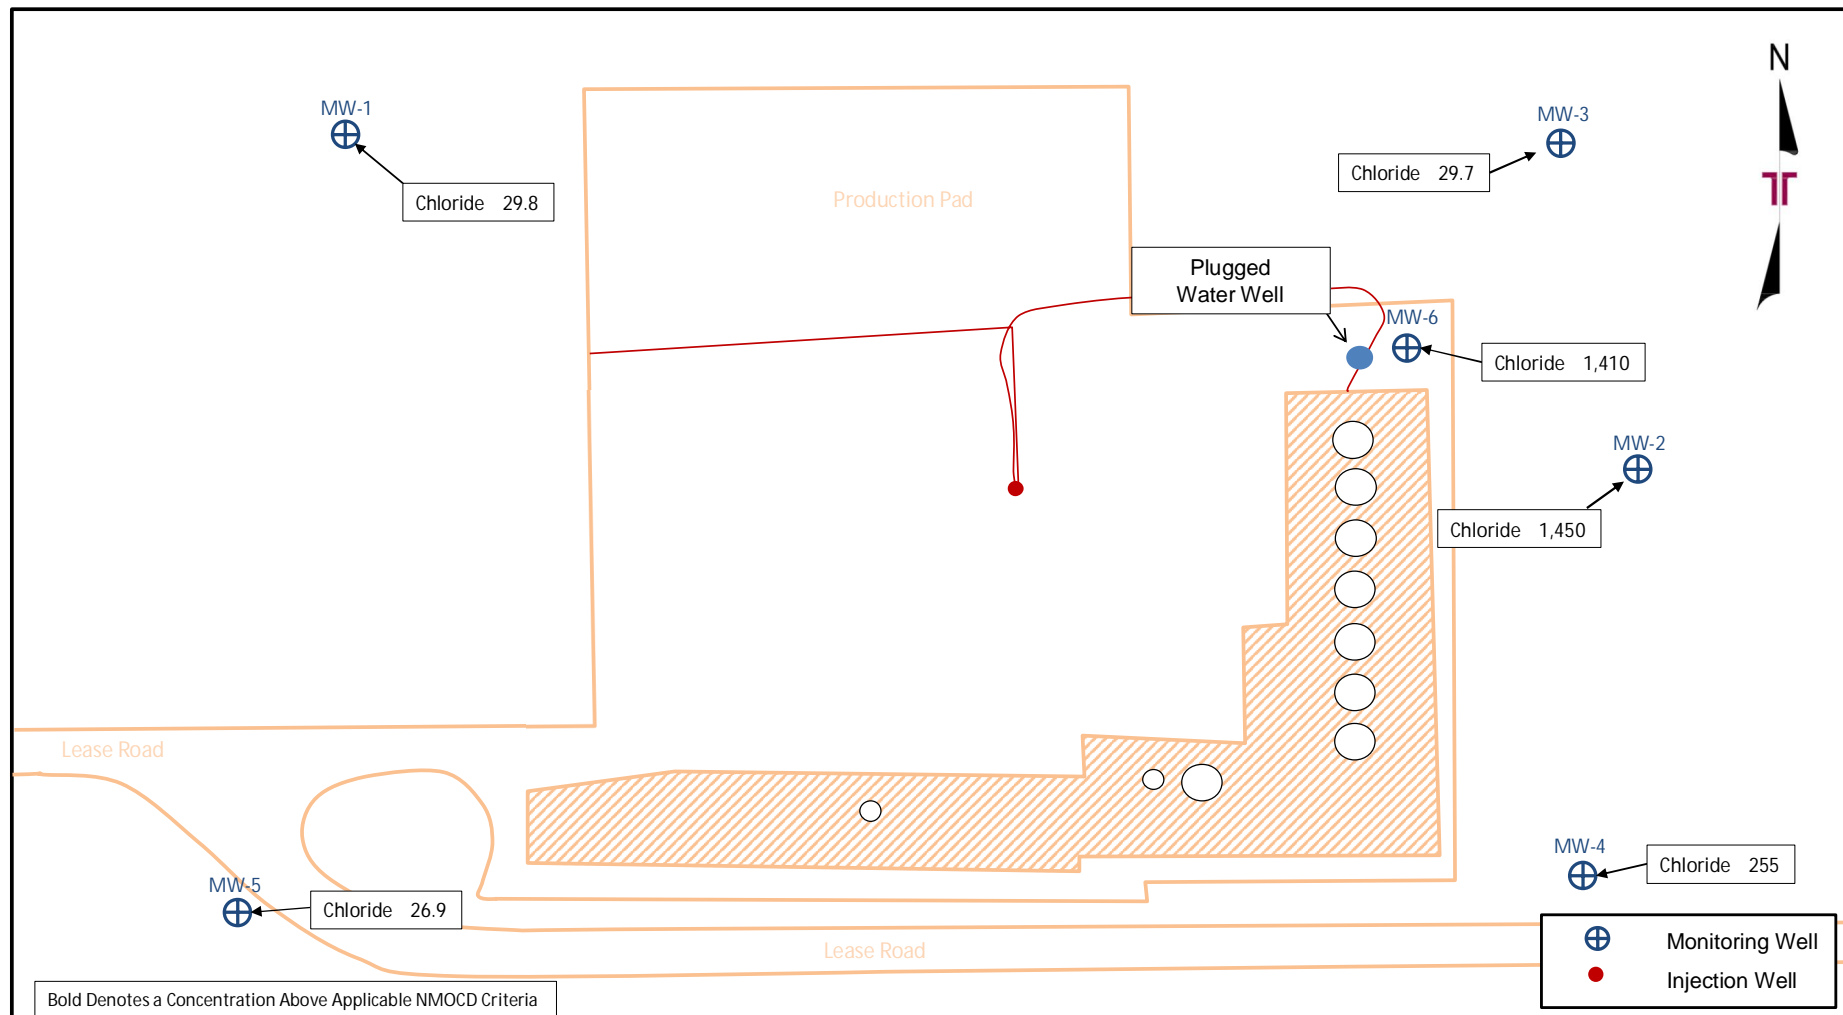 N
MW-1
MW-3
Chloride 29.7
Chloride 29.8
Production Pad
Plugged
Water Well
MW-6
Chloride 1,410
MW-2
Chloride 1,450
Lease Road
MW-4
Chloride 255
MW-5
Chloride 26.9
Lease Road
Monitoring Well
Injection Well
Bold Denotes a Concentration Above Applicable NMOCD Criteria